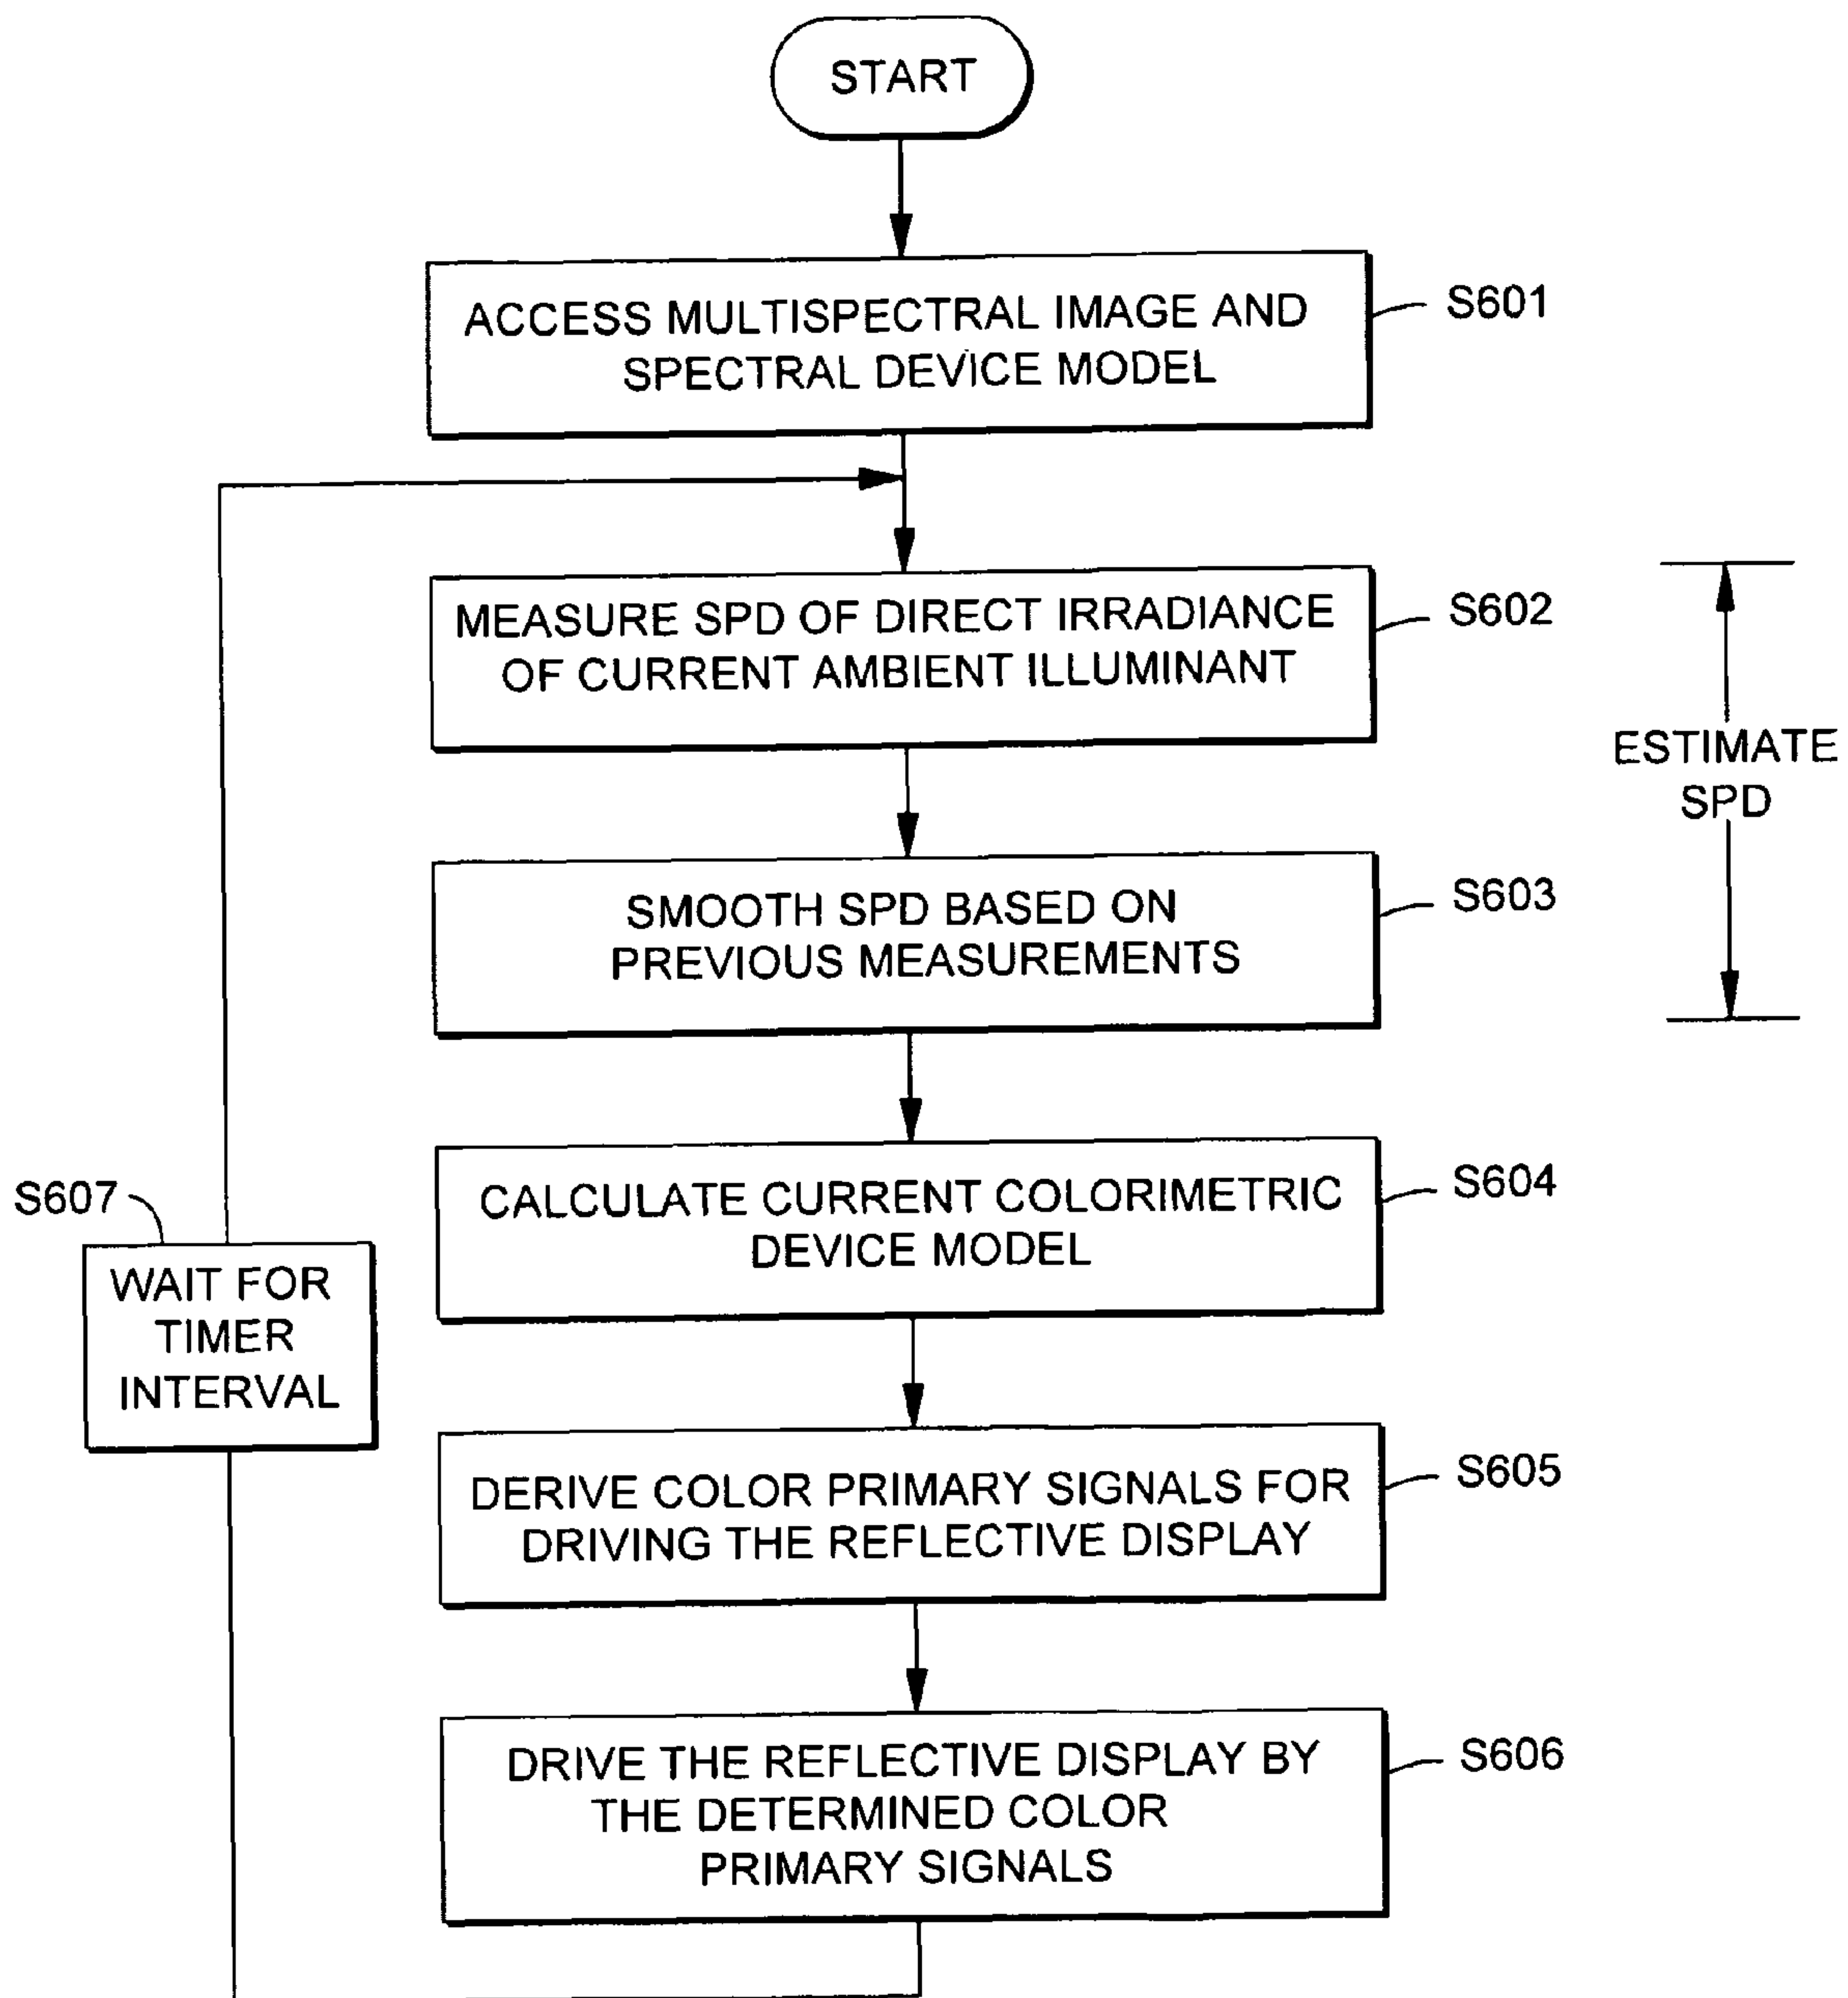 START
ACCESS MULTISPECTRAL IMAGE AND
SPECTRAL DEVICE MODEL
S601
MEASURE SPD OF DIRECT IRRADIANCE
OF CURRENT AMBIENT ILLUMINANT
S602
ESTIMATE
SPD
SMOOTH SPD BASED ON
PREVIOUS MEASUREMENTS
S603
CALCULATE CURRENT COLORIMETRIC
DEVICE MODEL
S604
S607
WAIT FOR
TIMER
INTERVAL
DERIVE COLOR PRIMARY SIGNALS FOR
DRIVING THE REFLECTIVE DISPLAY
S605
DRIVE THE REFLECTIVE DISPLAY BY
THE DETERMINED COLOR
PRIMARY SIGNALS
S606